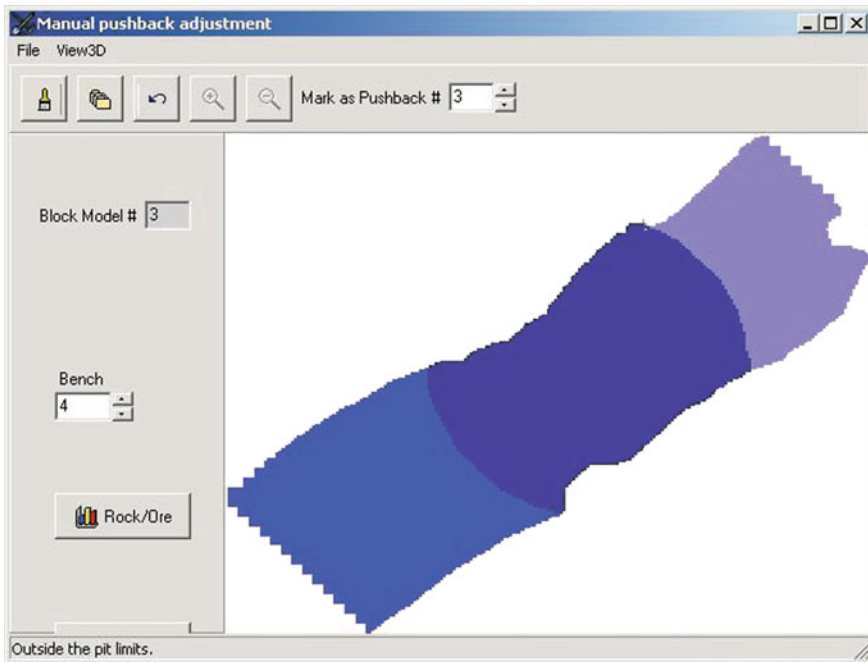 Manual pushback adjustment
File View3D
Mark as Pushback # 3
Block Model # 3
Bench
4
Rock/Ore
Outside the pit limits.